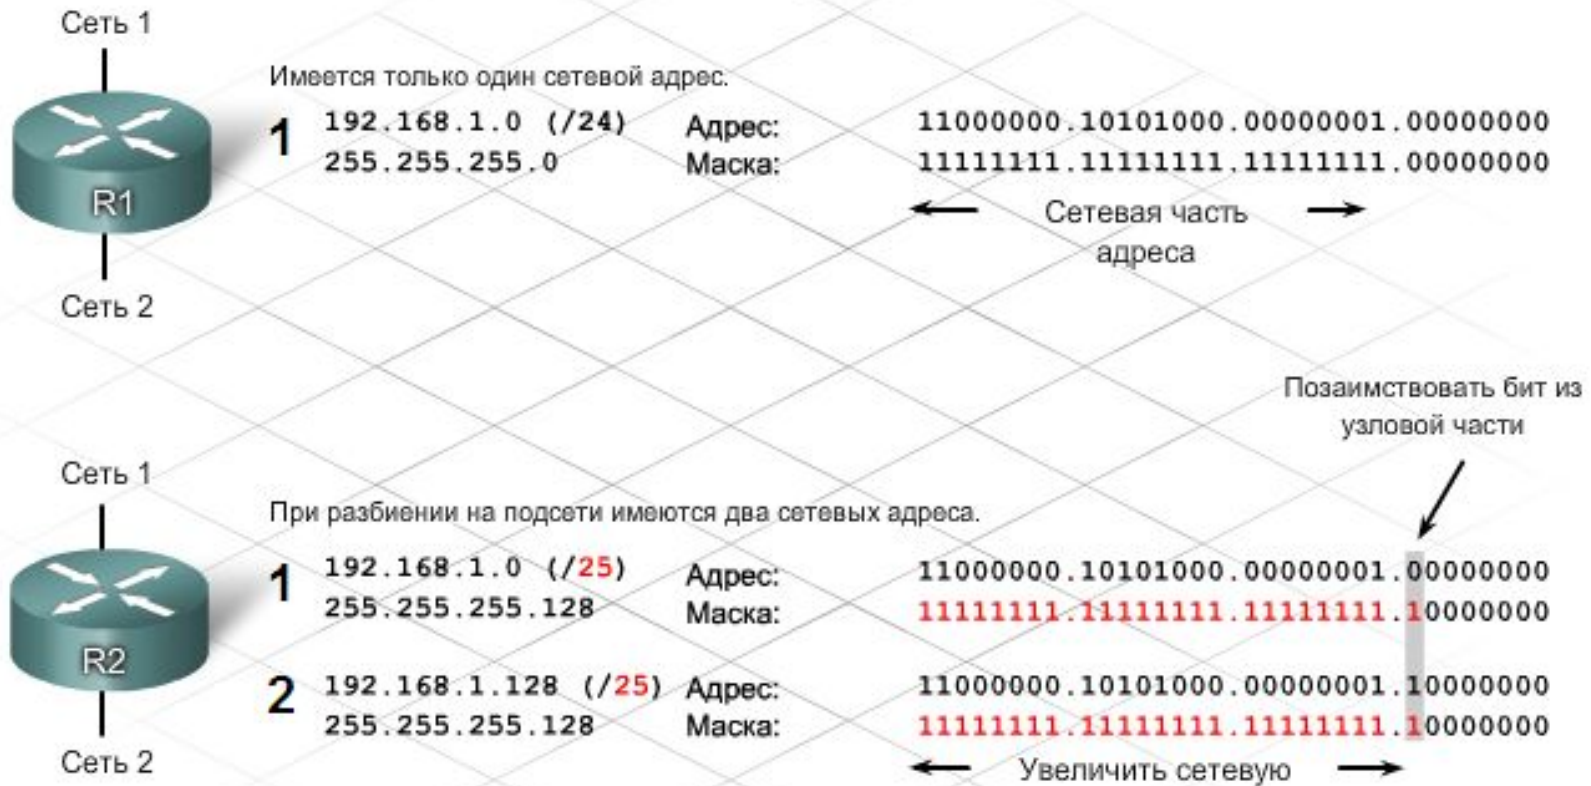 Сеть 1
Имеется только один сетевой адрес.
1 192.168.1.0 (/24) Адрес: 11000000.10101000.00000001.00000000
255.255.255.0 Маска: 11111111.11111111.11111111.00000000
R1
Сетевая часть
адреса
Сеть 2
Позаимствовать бит из
узловой части
Сеть 1
При разбиении на подсети имеются два сетевых адреса.
1 192.168.1.0 (/25) Адрес: 11000000.10101000.00000001.00000000
255.255.255.128 Маска: 11111111.11111111.11111111.10000000
R2
2 192.168.1.128 (/25) Адрес: 11000000.10101000.00000001.10000000
255.255.255.128 Маска: 11111111.11111111.11111111.10000000
Сеть 2
Увеличить сетевую